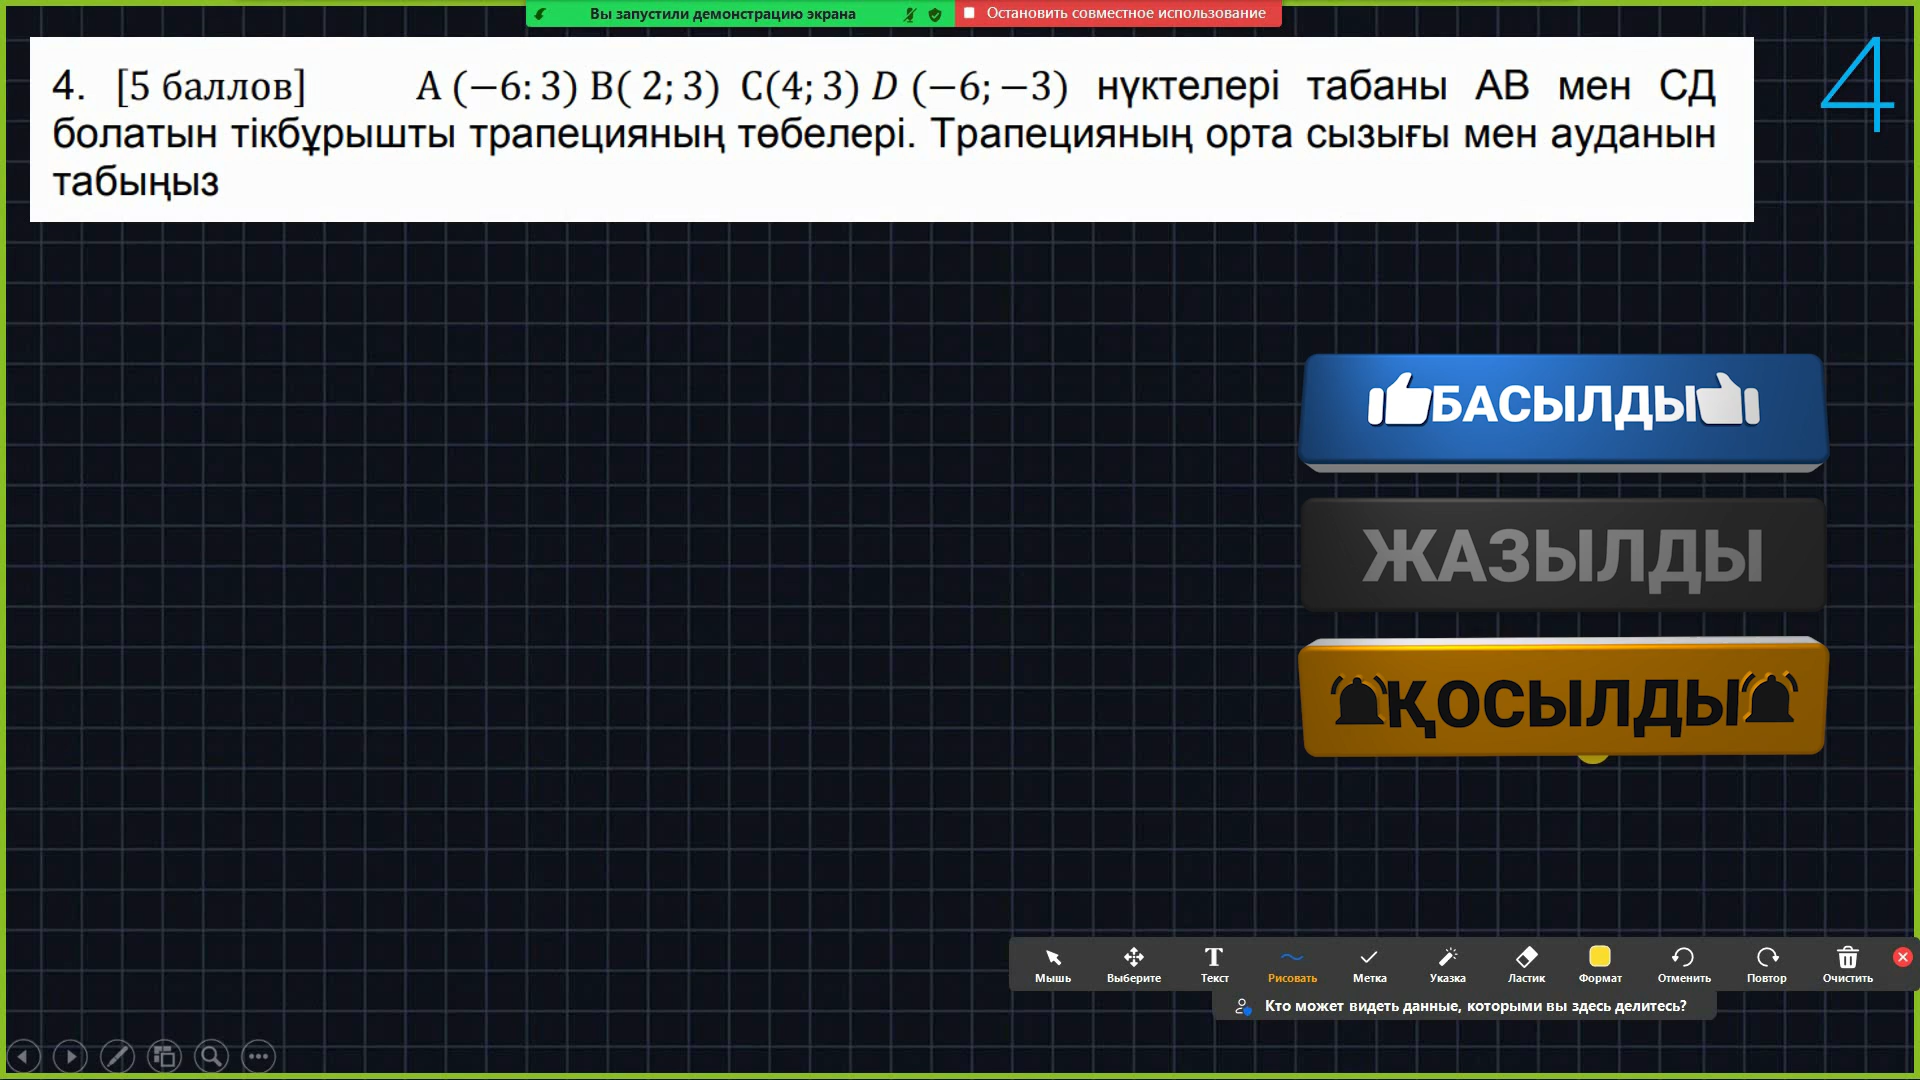 Вы запустили демонстрацию экрана
Остановить совместное использование
4. [5 баллов] A (−6: 3) B( 2; 3) C(4; 3) D (−6; −3) нүктелері табаны АВ мен СД
болатын тікбұрышты трапецияның төбелері. Трапецияның орта сызығы мен ауданын
табыңыз
4
БАСЫЛДЫ
ЖАЗЫЛДЫ
ҚОСЫЛДЫ
Мышь Выберите Текст Рисовать Метка Указка Ластик Формат Отменить Повтор Очистить
Кто может видеть данные, которыми вы здесь делитесь?